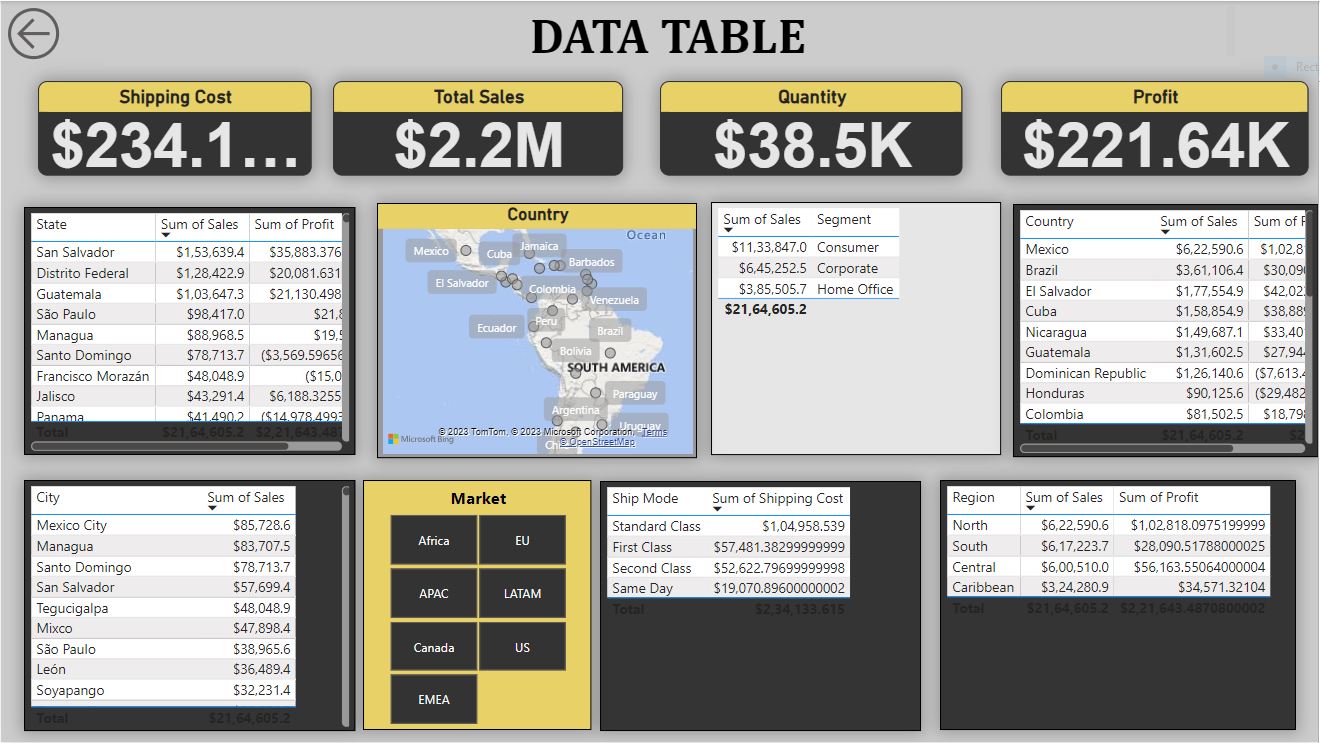 DATA TABLE
Rect
Shipping Cost
$234.1...
Total Sales
$2.2M
Quantity
$38.5K
Profit
$221.64K
State Sum of Sales Sum of Profit
San Salvador $1,53,639.4 $35,883.376
Distrito Federal $1,28,422.9 $20,081.631
Guatemala $1,03,647.3 $21,130.498
São Paulo $98,417.0 $21,8
Managua $88,968.5 $19,5
Santo Domingo $78,713.7 ($3,569.59656
Francisco Morazán $48,048.9 ($15,0
Jalisco $43,291.4 $6,188.3255
Panama $41,490.2 ($14,978.4993
Total $21,64,605.2 $2,21,643.487
Country
Ocean
Mexico
Cuba
Jamaica
Barbados
El Salvador
Colombia
Venezuela
Ecuador
Peru
Brazil
Bolivia
SOUTH AMERICA
Paraguay
Argentina
Uruguay
Microsoft Bing
© 2023 TomTom, © 2023 Microsoft Corporation, Terms
© OpenStreetMap
Sum of Sales Segment
$11,33,847.0 Consumer
$6,45,252.5 Corporate
$3,85,505.7 Home Office
$21,64,605.2
Country Sum of Sales Sum of P
Mexico $6,22,590.6 $1,02,8
Brazil $3,61,106.4 $30,090
El Salvador $1,77,554.9 $42,02
Cuba $1,58,854.9 $38,88
Nicaragua $1,49,687.1 $33,40
Guatemala $1,31,602.5 $27,944
Dominican Republic $1,26,140.6 ($7,613.4
Honduras $90,125.6 ($29,482
Colombia $81,502.5 $18,798
Total $21,64,605.2 $2
City Sum of Sales
Mexico City $85,728.6
Managua $83,707.5
Santo Domingo $78,713.7
San Salvador $57,699.4
Tegucigalpa $48,048.9
Mixco $47,898.4
São Paulo $38,965.6
León $36,489.4
Soyapango $32,231.4
Total $21,64,605.2
Market
Africa EU
APAC LATAM
Canada US
EMEA
Ship Mode Sum of Shipping Cost
Standard Class $1,04,958.539
First Class $57,481.38299999999
Second Class $52,622.79699999998
Same Day $19,070.89600000002
Total $2,34,133.615
Region Sum of Sales Sum of Profit
North $6,22,590.6 $1,02,818.0975199999
South $6,17,223.7 $28,090.51788000025
Central $6,00,510.0 $56,163.55064000004
Caribbean $3,24,280.9 $34,571.32104
Total $21,64,605.2 $2,21,643.4870800002